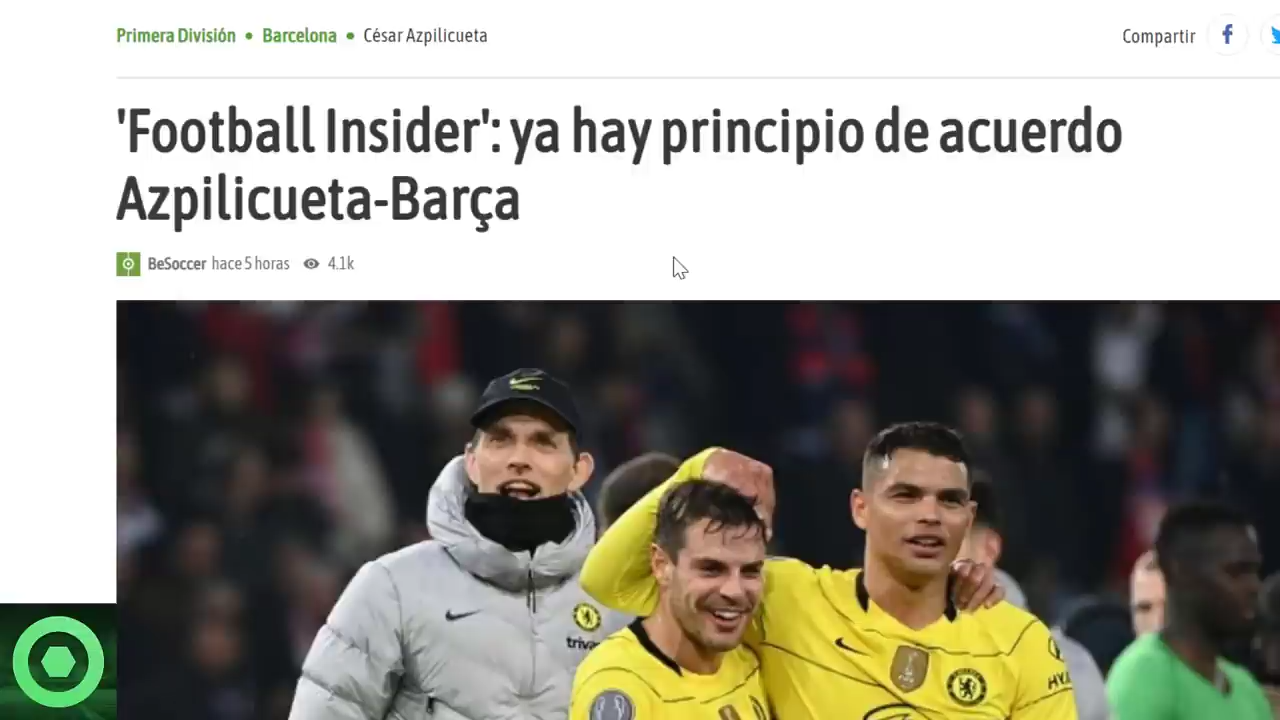 Primera División • Barcelona • César Azpilicueta
Compartir
'Football Insider': ya hay principio de acuerdo
Azpilicueta-Barça
BeSoccer hace 5 horas 4.1k